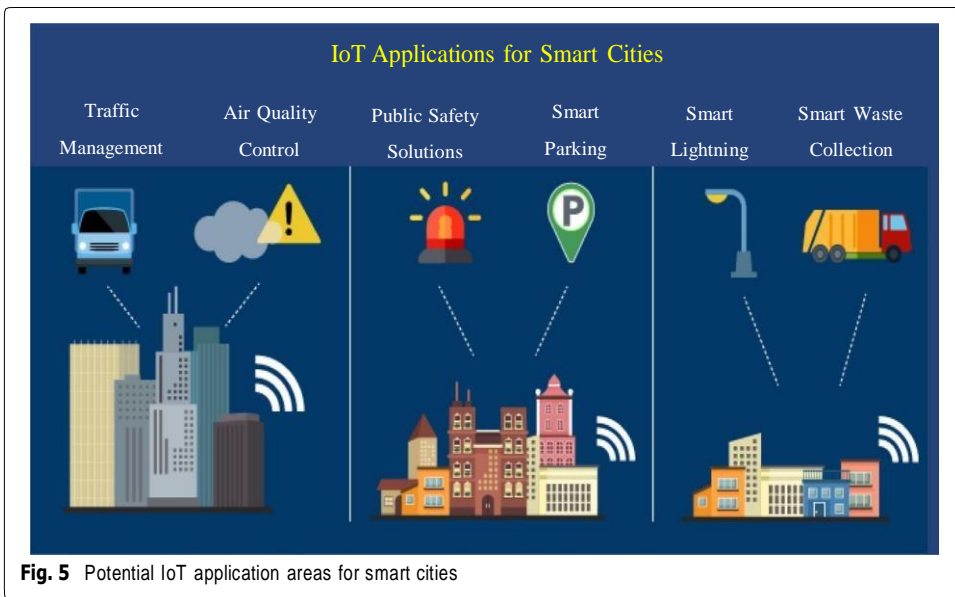 IoT Applications for Smart Cities
Traffic
Management
Air Quality
Control
Public Safety
Solutions
Smart
Parking
Smart
Lightning
Smart Waste
Collection
P
Fig. 5 Potential IoT application areas for smart cities